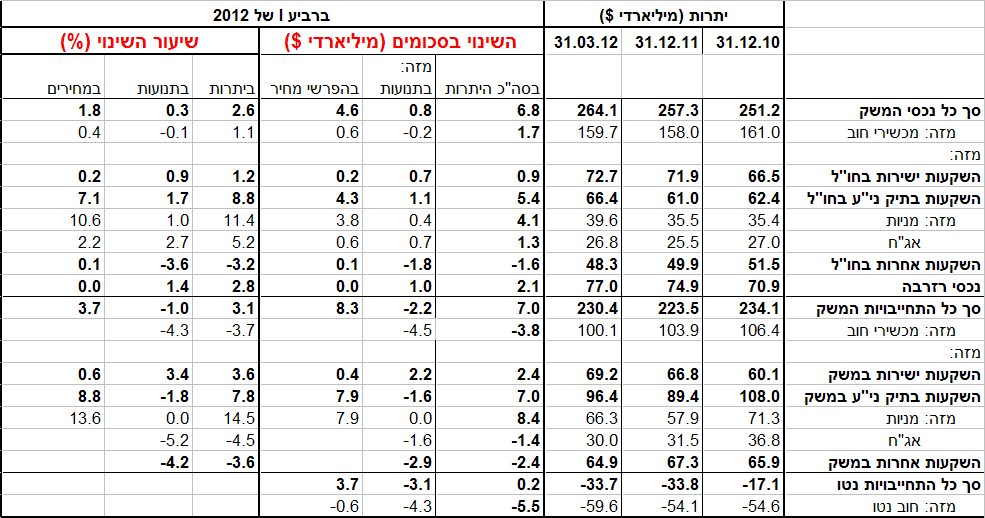 יתרות (מיליארדי $) ברביע I של 2012
31.12.10 31.12.11 31.03.12 השינוי בסכומים (מיליארדי $) שיעור השינוי (%)
מזה:
בסה"כ היתרות בתנועות בהפרשי מחיר ביתרות בתנועות במחירים
סך כל נכסי המשק 251.2 257.3 264.1 6.8 0.8 4.6 2.6 0.3 1.8
מזה: מכשירי חוב 161.0 158.0 159.7 1.7 -0.2 0.6 1.1 -0.1 0.4
מזה:
השקעות ישירות בחו"ל 66.5 71.9 72.7 0.9 0.7 0.2 1.2 0.9 0.2
השקעות בתיק ני"ע בחו"ל 62.4 61.0 66.4 5.4 1.1 4.3 8.8 1.7 7.1
מזה: מניות 35.4 35.5 39.6 4.1 0.4 3.8 11.4 1.0 10.6
אג"ח 27.0 25.5 26.8 1.3 0.7 0.6 5.2 2.7 2.2
השקעות אחרות בחו"ל 51.5 49.9 48.3 -1.6 -1.8 0.1 -3.2 -3.6 0.1
נכסי רזרבה 70.9 74.9 77.0 2.1 1.0 0.0 2.8 1.4 0.0
סך כל התחייבויות המשק 234.1 223.5 230.4 7.0 -2.2 8.3 3.1 -1.0 3.7
מזה: מכשירי חוב 106.4 103.9 100.1 -3.8 -4.5 -3.7 -4.3
מזה:
השקעות ישירות במשק 60.1 66.8 69.2 2.4 2.2 0.4 3.6 3.4 0.6
השקעות בתיק ני"ע במשק 108.0 89.4 96.4 7.0 -1.6 7.9 7.8 -1.8 8.8
מזה: מניות 71.3 57.9 66.3 8.4 0.0 7.9 14.5 0.0 13.6
אג"ח 36.8 31.5 30.0 -1.4 -1.6 -4.5 -5.2
השקעות אחרות במשק 65.9 67.3 64.9 -2.4 -2.9 -3.6 -4.2
סך כל התחייבויות נטו -17.1 -33.8 -33.7 0.2 -3.1 3.7
מזה: חוב נטו -54.6 -54.1 -59.6 -5.5 -4.3 -0.6